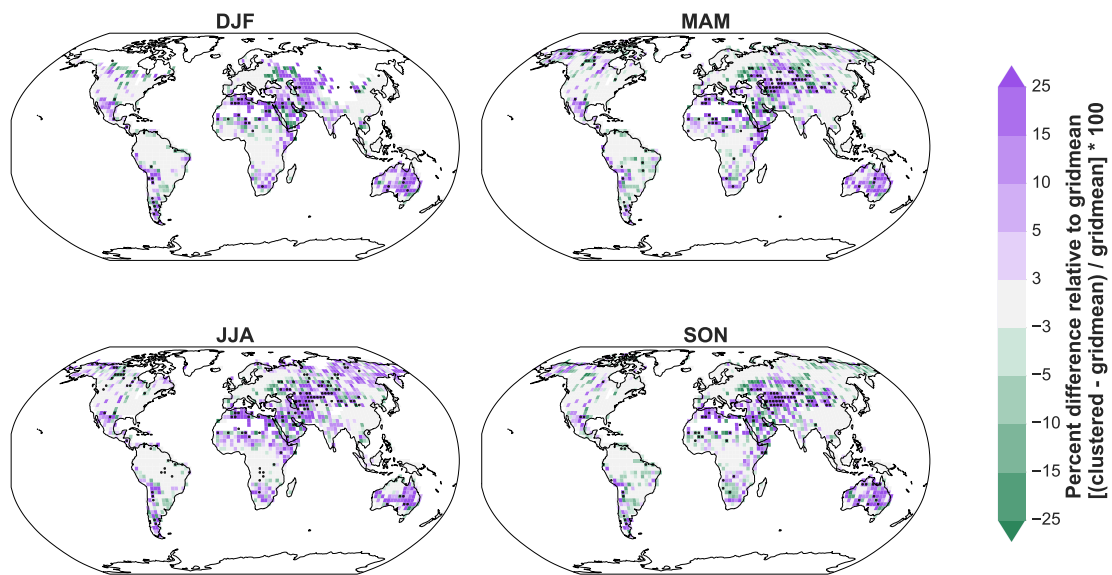 DJF
MAM
JJA
SON
25
15
10
5
3
−3
−5
−10
−15
−25
Percent difference relative to gridmean
[(clustered - gridmean) / gridmean] * 100